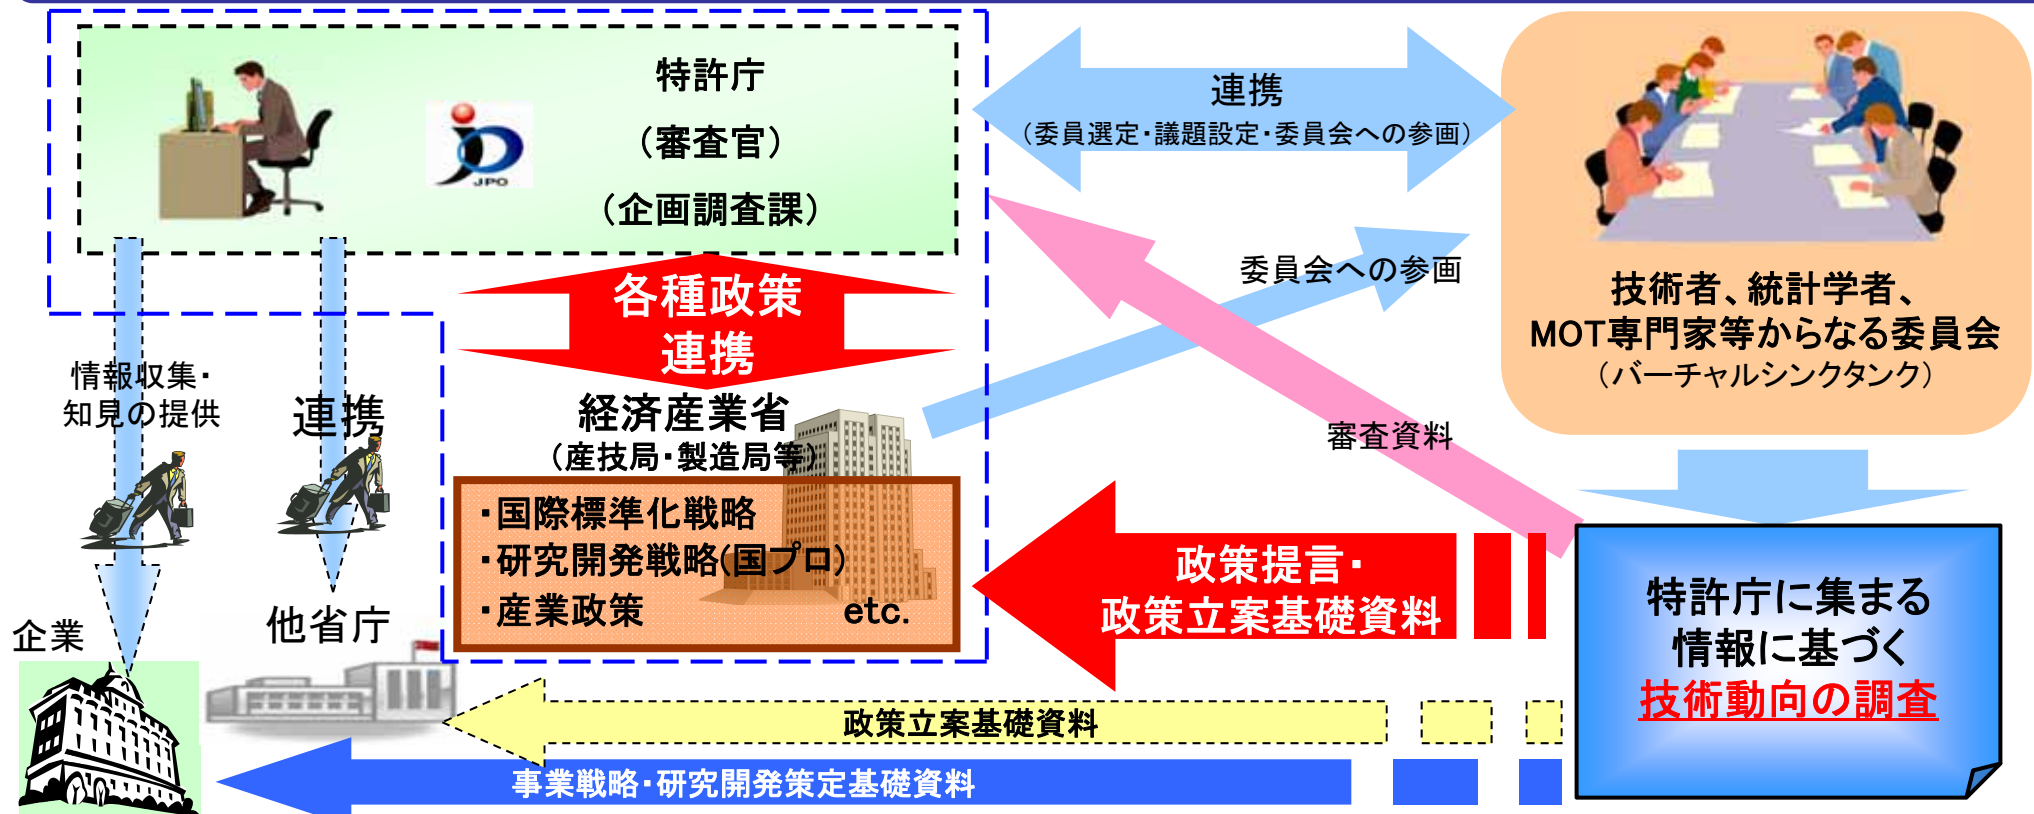 特許庁
（審査官）
（企画調査課）
JPO
連携
（委員選定・議題設定・委員会への参画）
各種政策
連携
委員会への参画
技術者、統計学者、
MOT専門家等からなる委員会
（バーチャルシンクタンク）
情報収集・
知見の提供
連携
経済産業省
（産技局・製造局等）
審査資料
・国際標準化戦略
・研究開発戦略(国プロ)
・産業政策 etc.
政策提言・
政策立案基礎資料
特許庁に集まる
情報に基づく
技術動向の調査
企業
他省庁
政策立案基礎資料
事業戦略・研究開発策定基礎資料